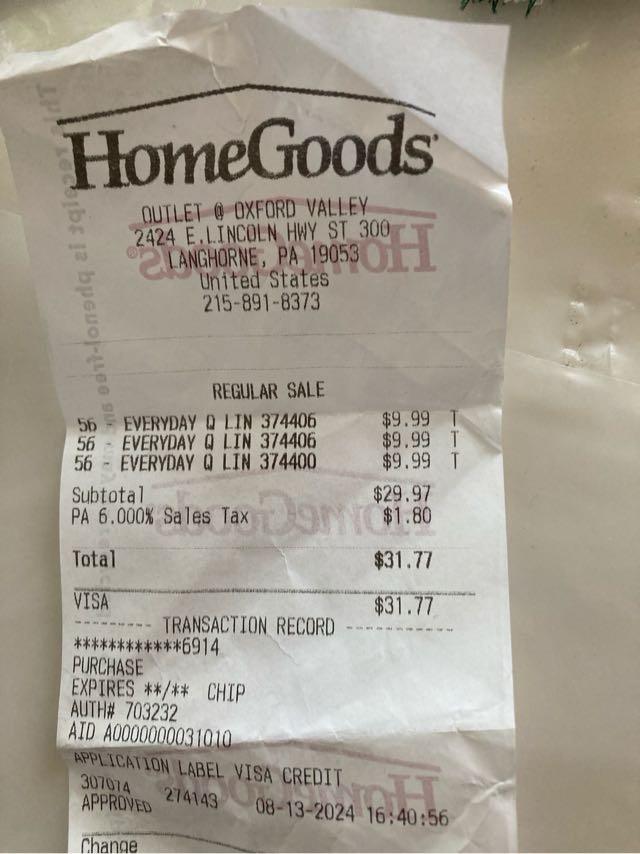 HomeGoods
OUTLET @ OXFORD VALLEY
2424 E.LINCOLN HWY ST 300
LANGHORNE, PA 19053
United States
215-891-8373
REGULAR SALE
56 - EVERYDAY Q LIN 374406 $9.99 T
56 - EVERYDAY Q LIN 374406 $9.99 T
56 - EVERYDAY Q LIN 374400 $9.99 T
Subtotal $29.97
PA 6.000% Sales Tax $1.80
Total $31.77
VISA $31.77
------- TRANSACTION RECORD ----------
************6914
PURCHASE
EXPIRES **/** CHIP
AUTH# 703232
AID A0000000031010
APPLICATION LABEL VISA CREDIT
307074 274143 08-13-2024 16:40:56
APPROVED
Change